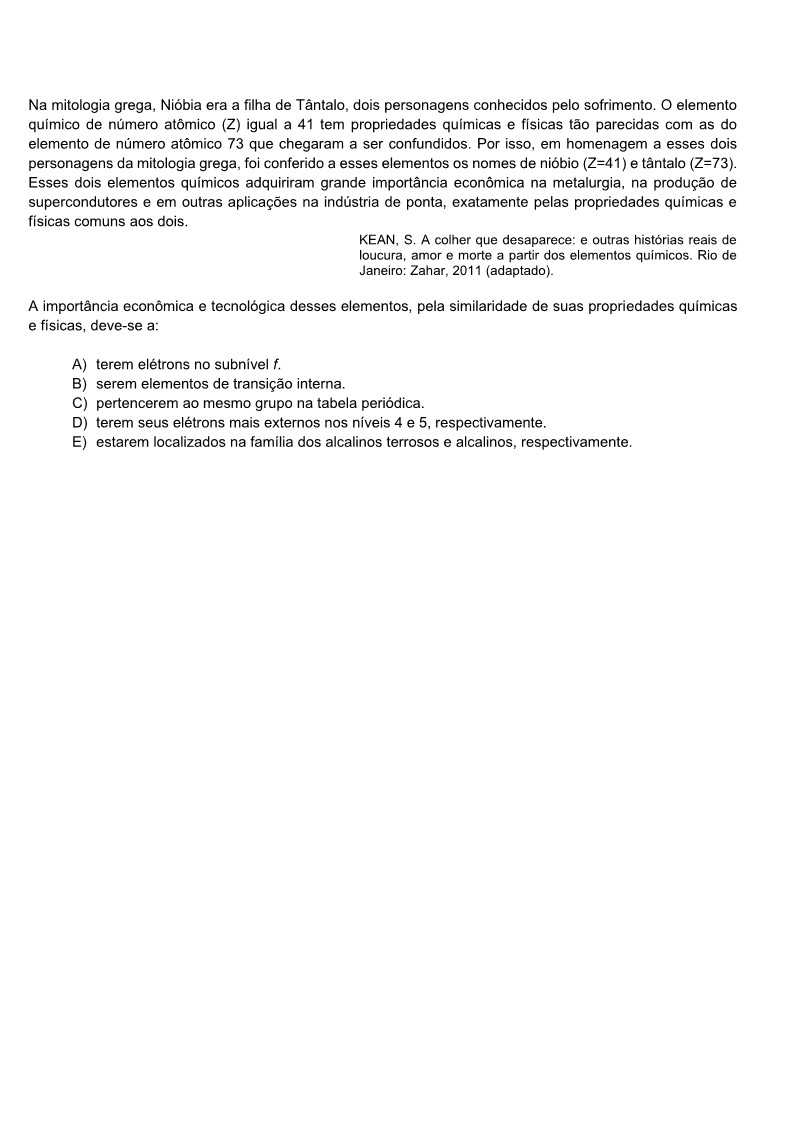 Na mitologia grega, Nióbia era a filha de Tântalo, dois personagens conhecidos pelo sofrimento. O elemento
químico de número atômico (Z) igual a 41 tem propriedades químicas e físicas tão parecidas com as do
elemento de número atômico 73 que chegaram a ser confundidos. Por isso, em homenagem a esses dois
personagens da mitologia grega, foi conferido a esses elementos os nomes de nióbio (Z=41) e tântalo (Z=73).
Esses dois elementos químicos adquiriram grande importância econômica na metalurgia, na produção de
supercondutores e em outras aplicações na indústria de ponta, exatamente pelas propriedades químicas e
físicas comuns aos dois.
KEAN, S. A colher que desaparece: e outras histórias reais de
loucura, amor e morte a partir dos elementos químicos. Rio de
Janeiro: Zahar, 2011 (adaptado).
A importância econômica e tecnológica desses elementos, pela similaridade de suas propriedades químicas
e físicas, deve-se a:
A) terem elétrons no subnível f.
B) serem elementos de transição interna.
C) pertencerem ao mesmo grupo na tabela periódica.
D) terem seus elétrons mais externos nos níveis 4 e 5, respectivamente.
E) estarem localizados na família dos alcalinos terrosos e alcalinos, respectivamente.